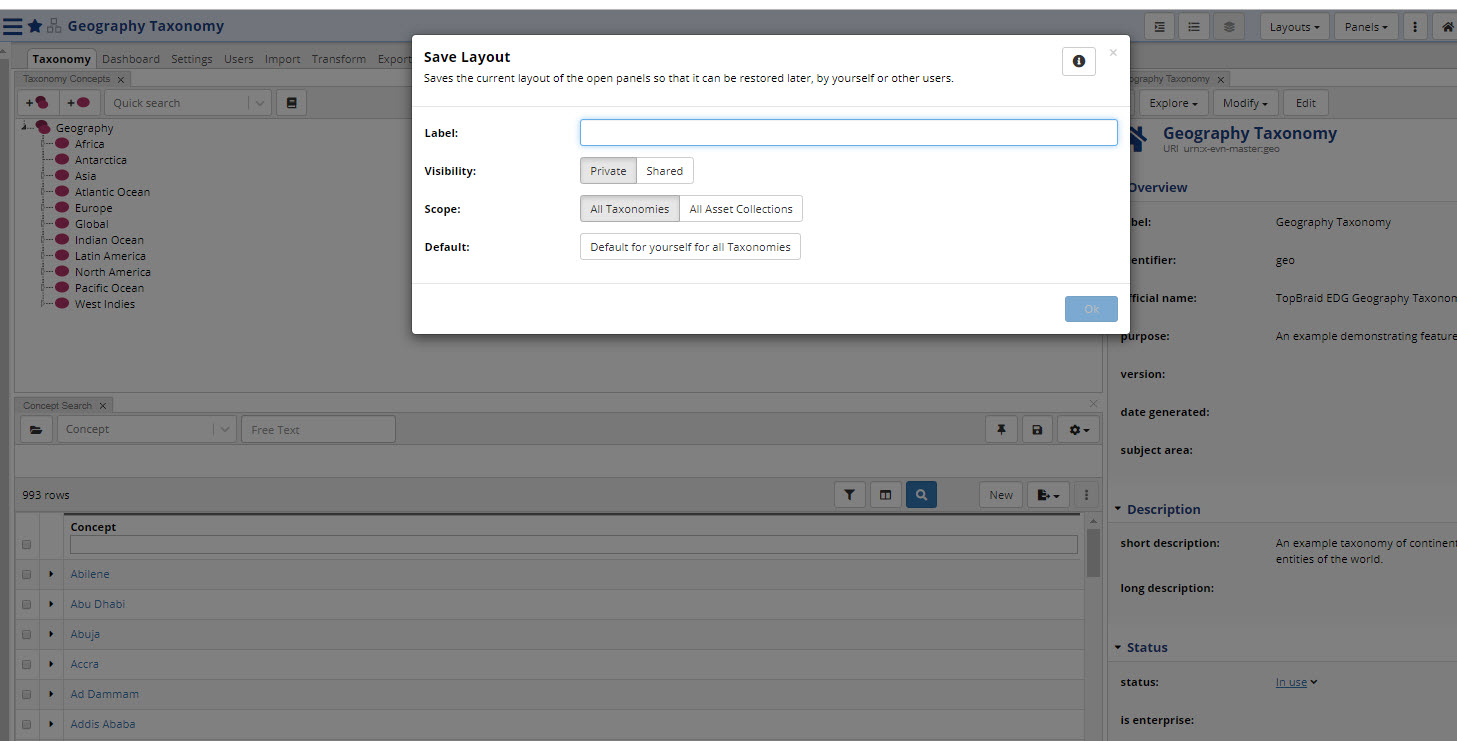 Geography Taxonomy
Layouts
Panels
Taxonomy Dashboard Settings Users Import Transform Export
Taxonomy Concepts x
Quick search
Geography
Africa
Antarctica
Asia
Atlantic Ocean
Europe
Global
Indian Ocean
Latin America
North America
Pacific Ocean
West Indies
Save Layout
Saves the current layout of the open panels so that it can be restored later, by yourself or other users.
Label:
Visibility:
Private
Shared
Scope:
All Taxonomies
All Asset Collections
Default:
Default for yourself for all Taxonomies
Ok
Concept Search x
Concept
Free Text
993 rows
New
Concept
Abilene
Abu Dhabi
Abuja
Accra
Ad Dammam
Addis Ababa
ography Taxonomy x
Explore
Modify
Edit
Geography Taxonomy
URI urn:x-evn-master:geo
Overview
bel:
Geography Taxonomy
entifier:
geo
ficial name:
TopBraid EDG Geography Taxonom
purpose:
An example demonstrating feature
version:
date generated:
subject area:
Description
short description:
An example taxonomy of continent
entities of the world.
long description:
Status
status:
In use
is enterprise: